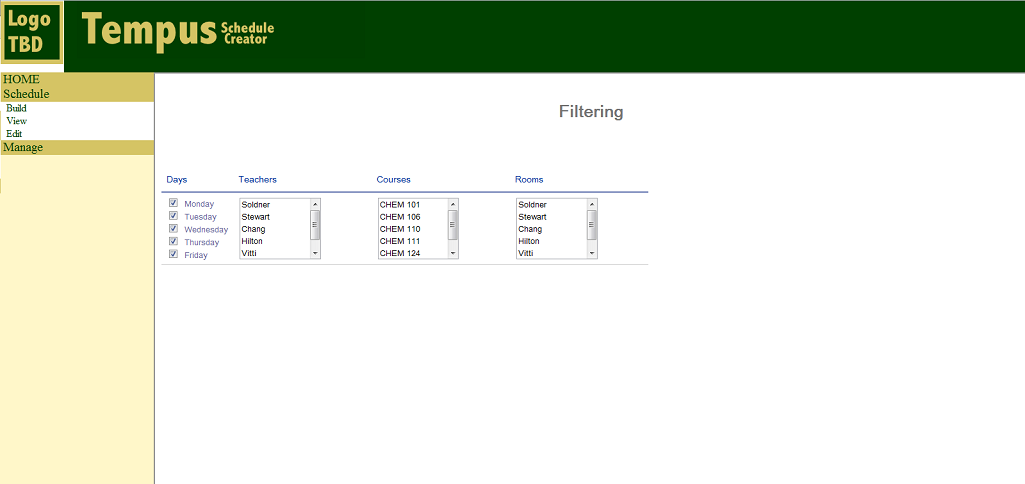 Logo
TBD
Tempus Schedule
Creator
HOME
Schedule
Build
View
Edit
Manage
Filtering
Days Teachers Courses Rooms
Monday Soldner CHEM 101 Soldner
Tuesday Stewart CHEM 106 Stewart
Wednesday Chang CHEM 110 Chang
Thursday Hilton CHEM 111 Hilton
Friday Vitti CHEM 124 Vitti